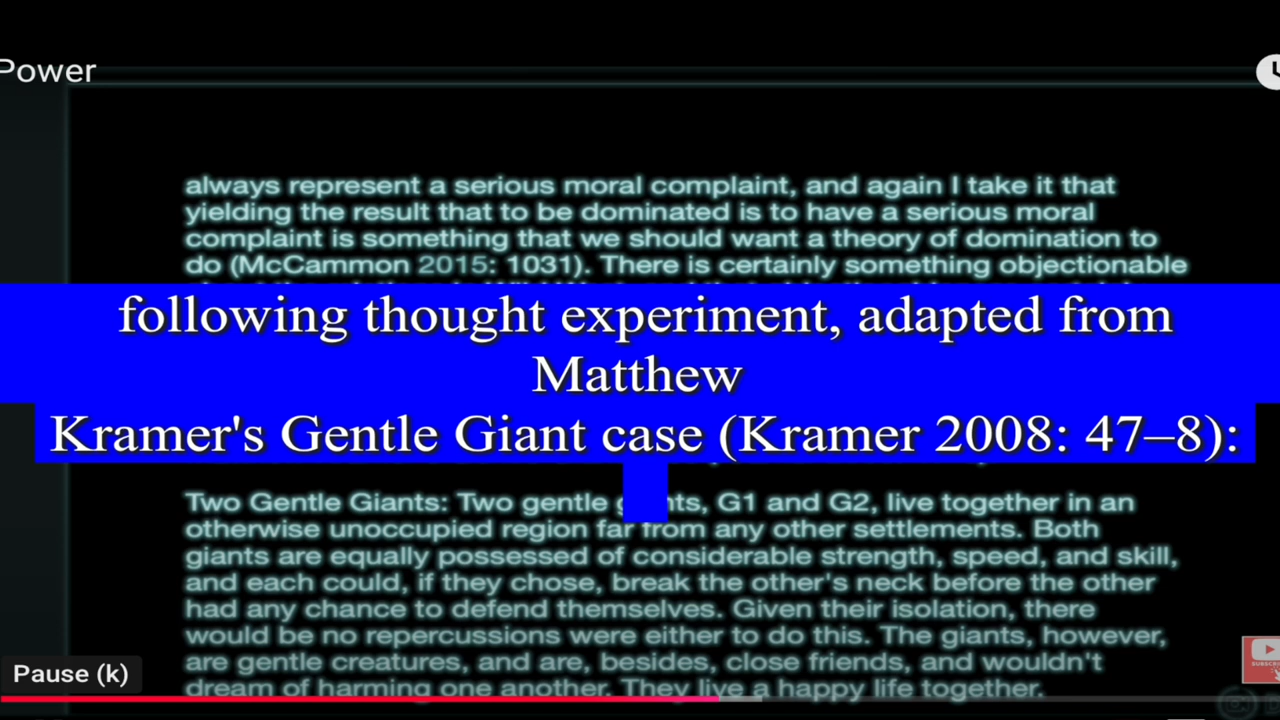 Power
always represent a serious moral complaint, and again I take it that
yielding the result that to be dominated is to have a serious moral
complaint is something that we should want a theory of domination to
do (McCammon 2015: 1031). There is certainly something objectionable
following thought experiment, adapted from
Matthew
Kramer's Gentle Giant case (Kramer 2008: 47–8):
Two Gentle Giants: Two gentle giants, G1 and G2, live together in an
otherwise unoccupied region far from any other settlements. Both
giants are equally possessed of considerable strength, speed, and skill,
and each could, if they chose, break the other's neck before the other
had any chance to defend themselves. Given their isolation, there
would be no repercussions were either to do this. The giants, however,
are gentle creatures, and are, besides, close friends, and wouldn't
dream of harming one another. They live a happy life together.
Pause (k)